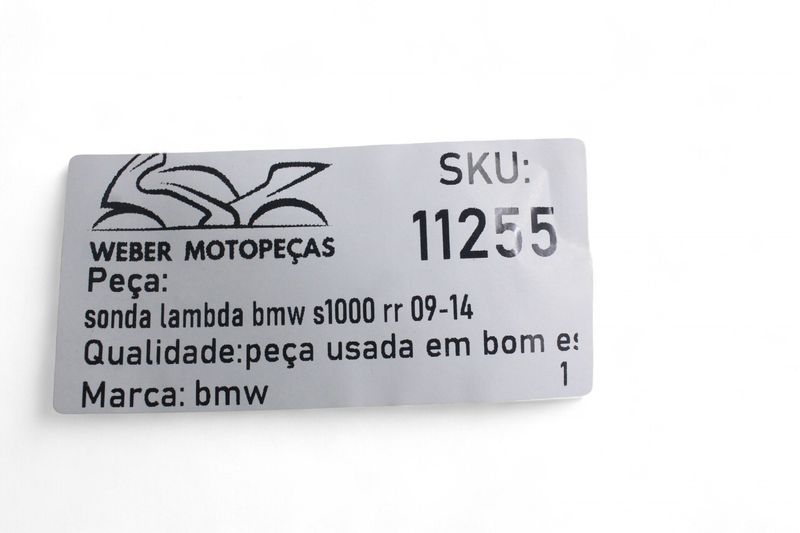 WEBER MOTOPEÇAS
SKU:
11255
Peça:
sonda lambda bmw s1000 rr 09-14
Qualidade:peça usada em bom es
Marca: bmw
1